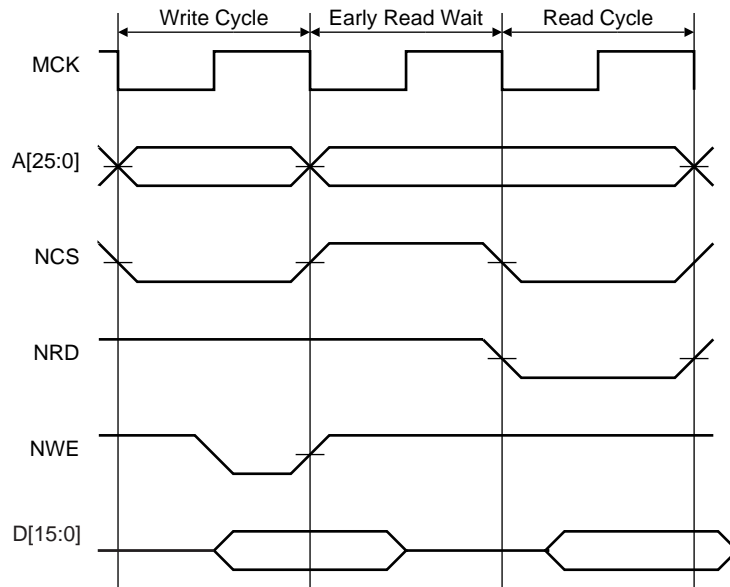 Write Cycle Early Read Wait Read Cycle
MCK
A[25:0]
NCS
NRD
NWE
D[15:0]